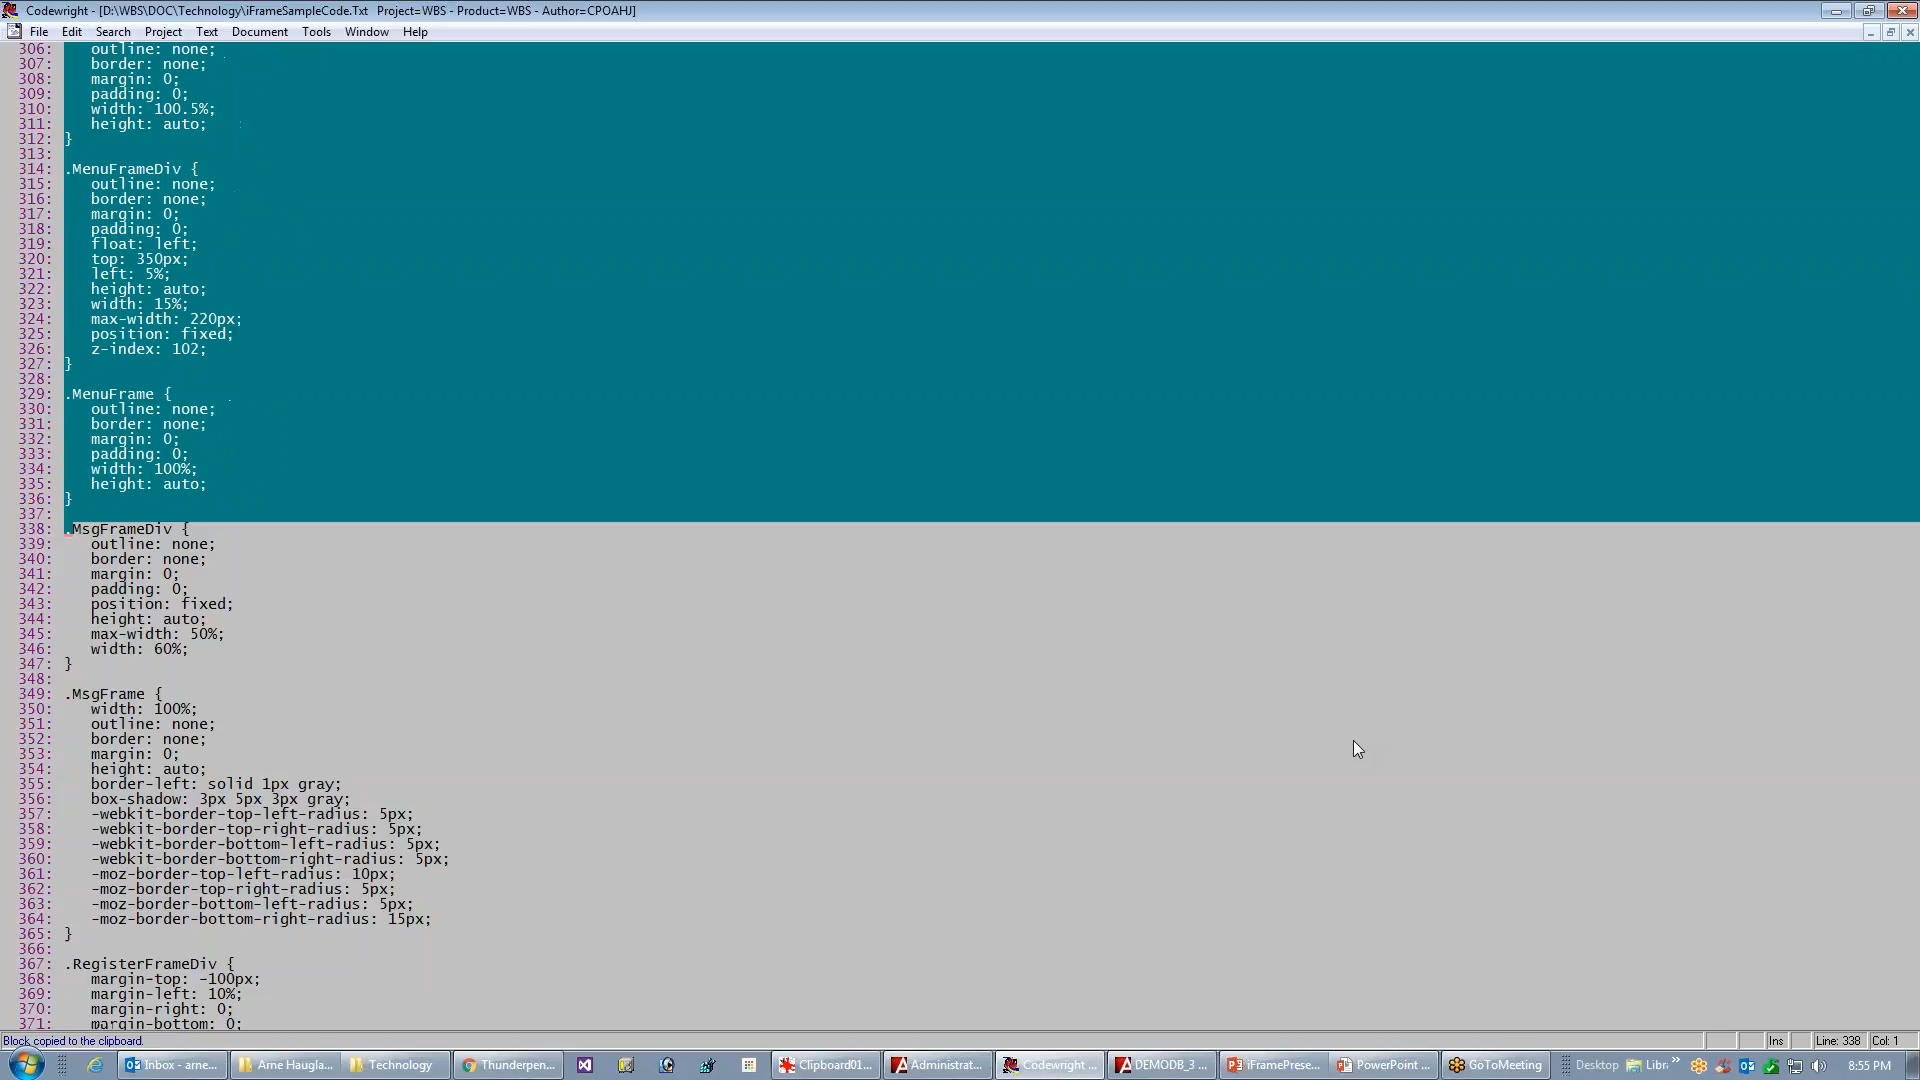 Codewright - [D:\WBS\DOC\Technology\iFrameSampleCode.Txt   Project=WBS - Product=WBS - Author=CPOAHJ]
File Edit Search Project Text Document Tools Window Help
306:    outline: none;
307:    border: none;
308:    margin: 0;
309:    padding: 0;
310:    width: 100.5%;
311:    height: auto;
312: }
313:
314: .MenuFrameDiv {
315:    outline: none;
316:    border: none;
317:    margin: 0;
318:    padding: 0;
319:    float: left;
320:    top: 350px;
321:    left: 5%;
322:    height: auto;
323:    width: 15%;
324:    max-width: 220px;
325:    position: fixed;
326:    z-index: 102;
327: }
328:
329: .MenuFrame {
330:    outline: none;
331:    border: none;
332:    margin: 0;
333:    padding: 0;
334:    width: 100%;
335:    height: auto;
336: }
337:
338: .MsgFrameDiv {
339:    outline: none;
340:    border: none;
341:    margin: 0;
342:    padding: 0;
343:    position: fixed;
344:    height: auto;
345:    max-width: 50%;
346:    width: 60%;
347: }
348:
349: .MsgFrame {
350:    width: 100%;
351:    outline: none;
352:    border: none;
353:    margin: 0;
354:    height: auto;
355:    border-left: solid 1px gray;
356:    box-shadow: 3px 5px 3px gray;
357:    -webkit-border-top-left-radius: 5px;
358:    -webkit-border-top-right-radius: 5px;
359:    -webkit-border-bottom-left-radius: 5px;
360:    -webkit-border-bottom-right-radius: 5px;
361:    -moz-border-top-left-radius: 10px;
362:    -moz-border-top-right-radius: 5px;
363:    -moz-border-bottom-left-radius: 5px;
364:    -moz-border-bottom-right-radius: 15px;
365: }
366:
367: .RegisterFrameDiv {
368:    margin-top: -100px;
369:    margin-left: 10%;
370:    margin-right: 0;
371:    margin-bottom: 0;
Block copied to the clipboard. Ins Line: 338 Col: 1
Inbox - arne... Arne Haugla... Technology Thunderpen... Clipboard01... Administrat... Codewright ... DEMODB_3 ... iFramePrese... PowerPoint ... GoToMeeting Desktop Libr » 8:55 PM